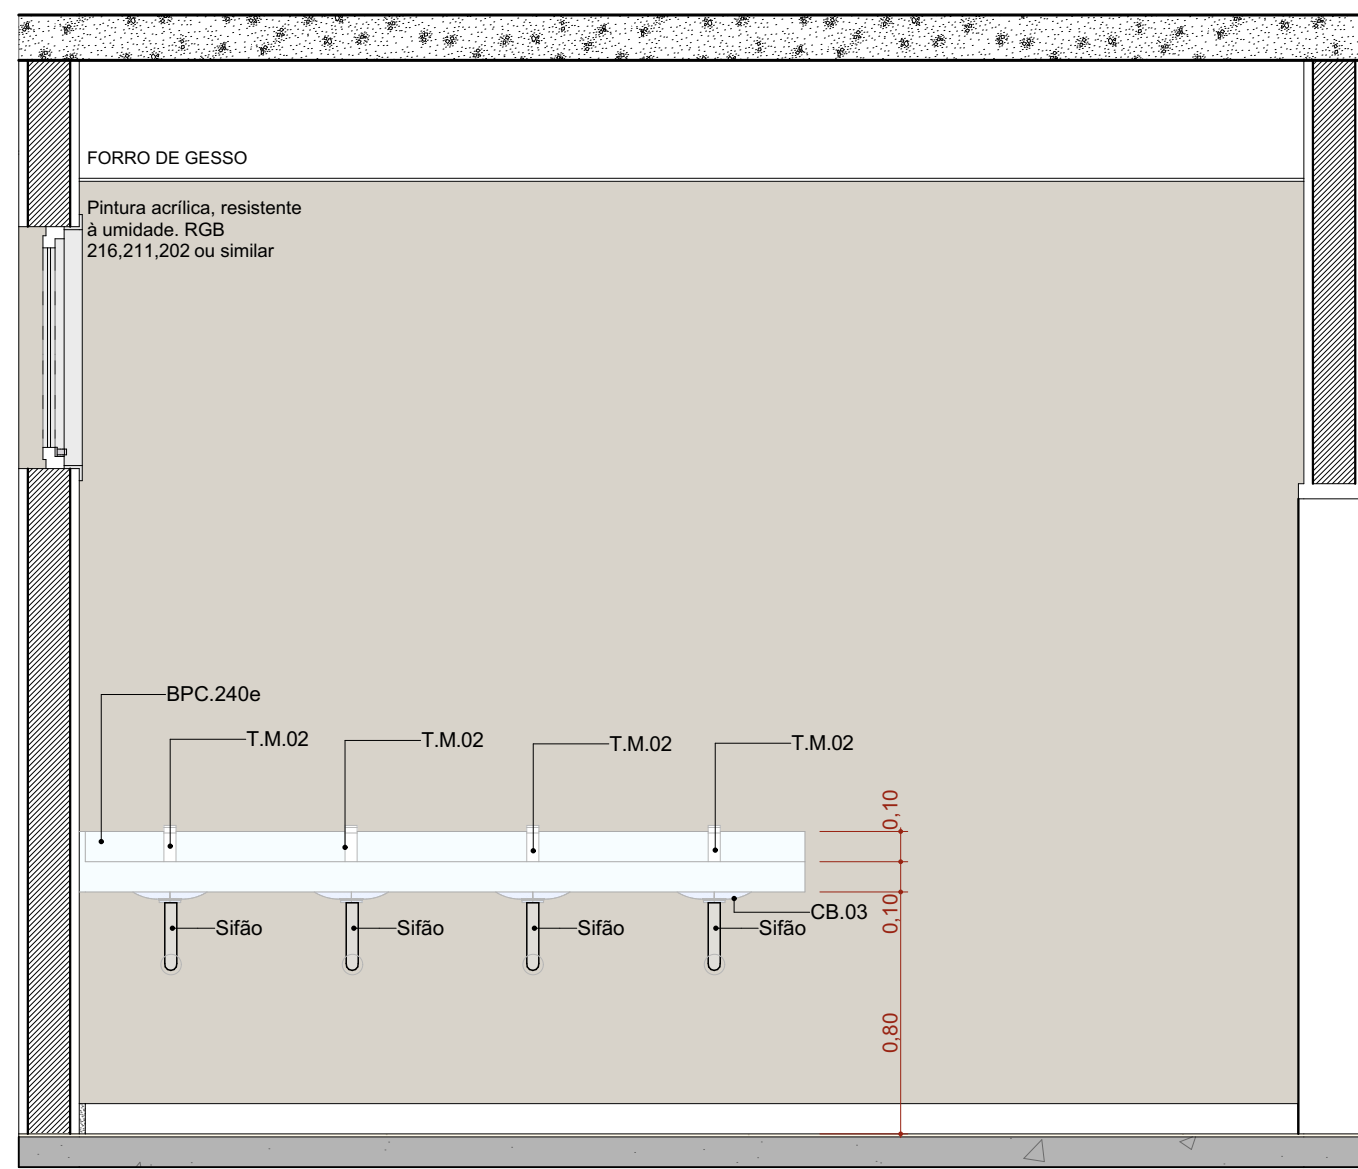 FORRO DE GESSO
Pintura acrílica, resistente
à umidade. RGB
216,211,202 ou similar
BPC.240e
T.M.02
T.M.02
T.M.02
T.M.02
0,10
CB.03
0,10
Sifão
Sifão
Sifão
Sifão
0,80